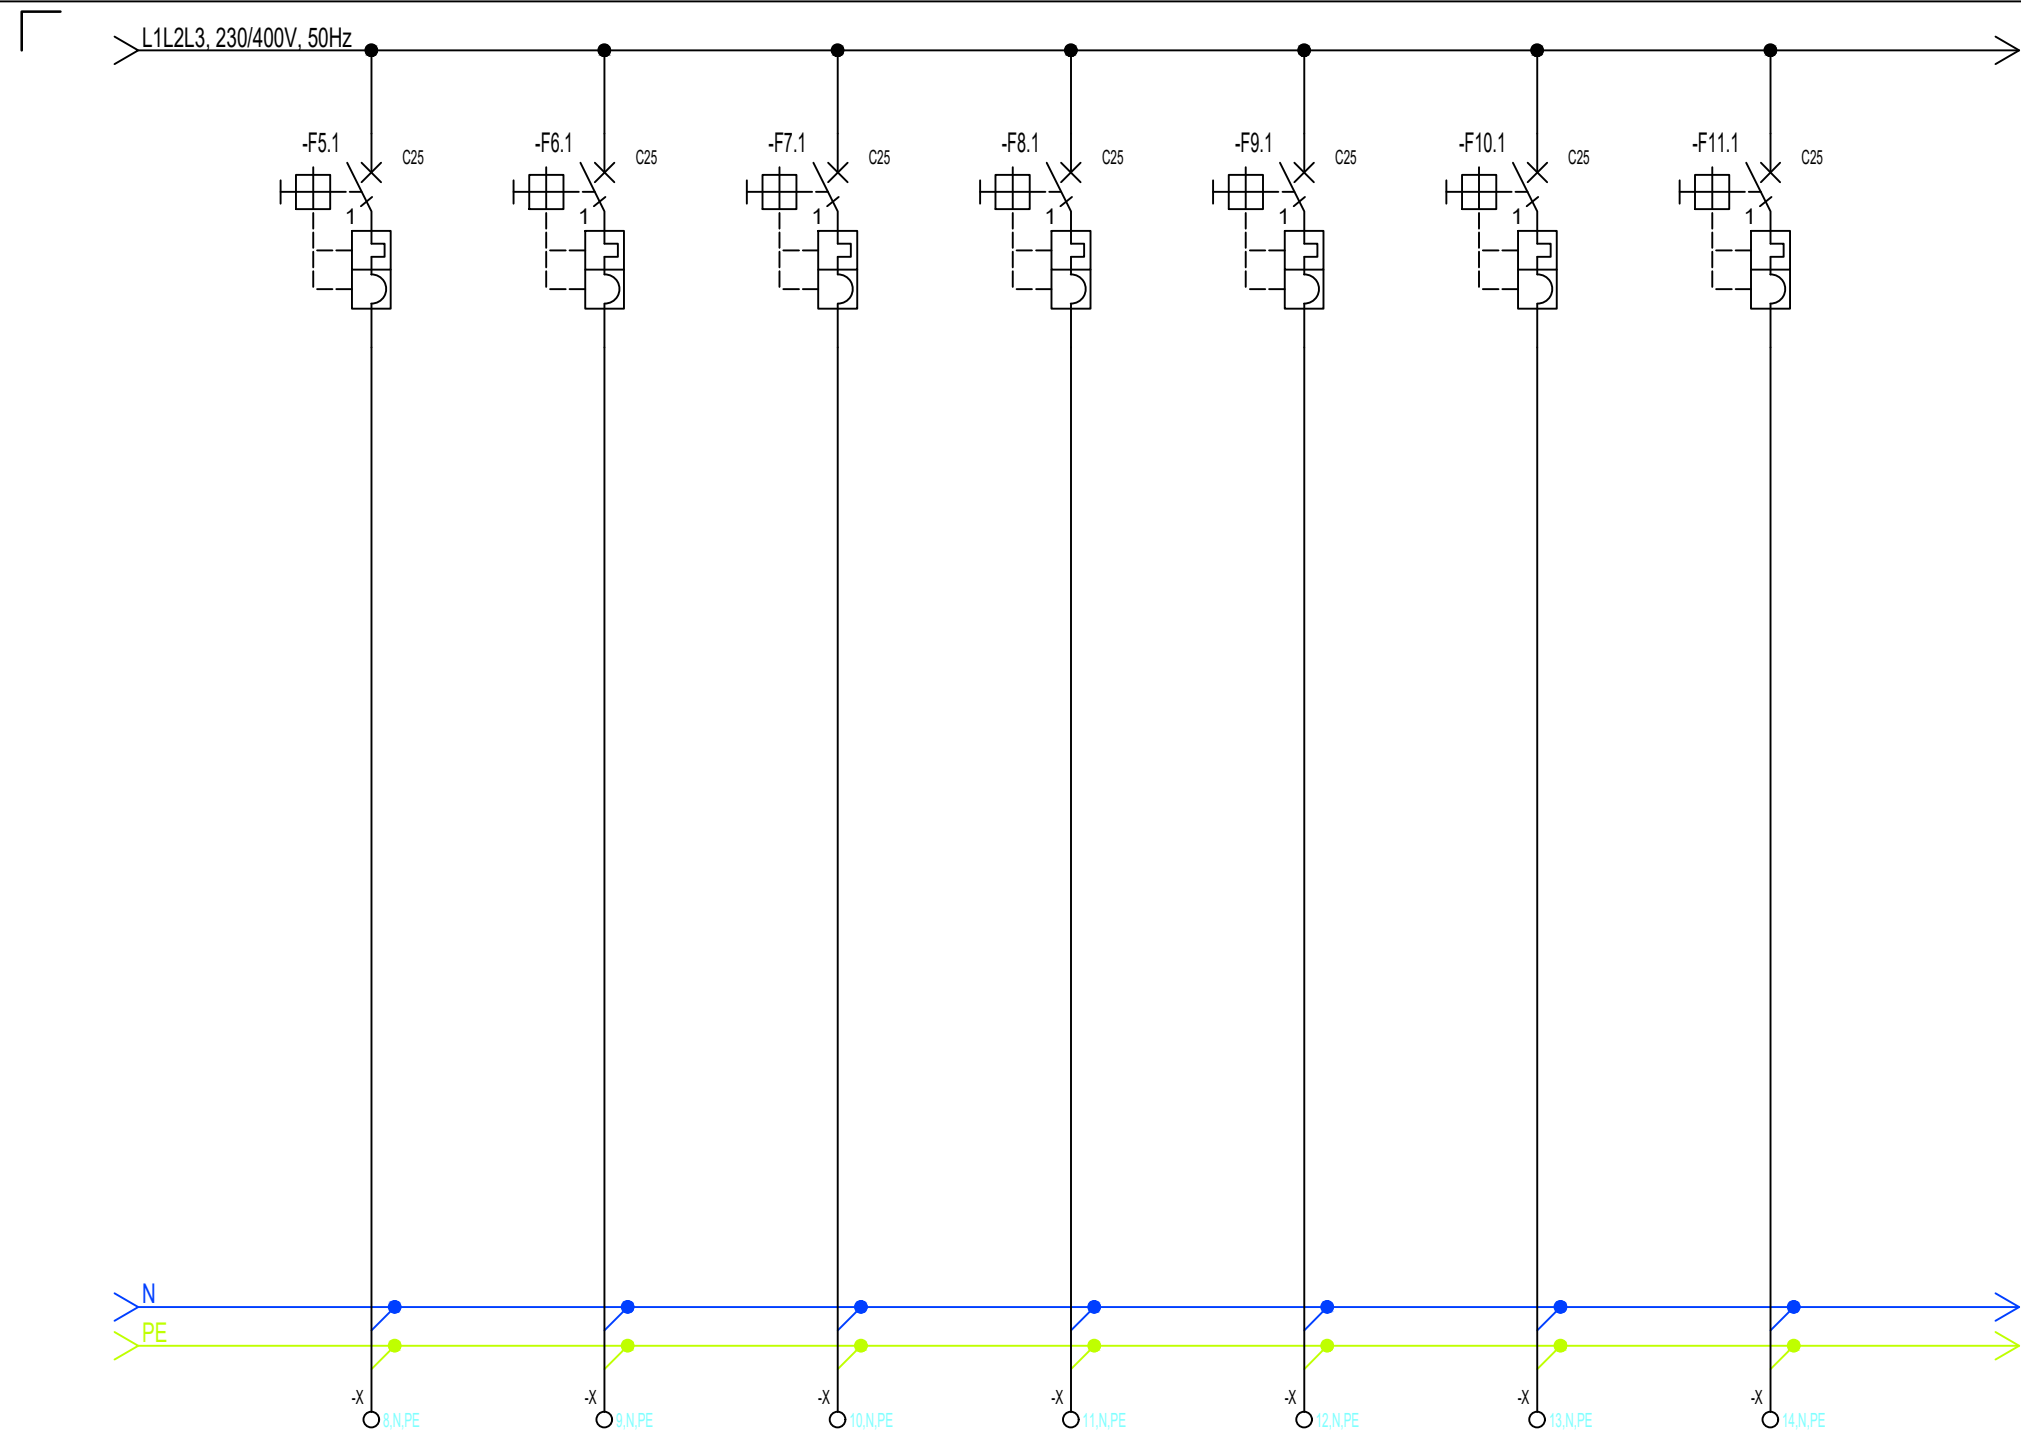 L1L2L3, 230/400V, 50Hz
-F5.1 C25 -F6.1 C25 -F7.1 C25 -F8.1 C25 -F9.1 C25 -F10.1 C25 -F11.1 C25
1 1 1 1 1 1 1
N
PE
-X -X -X -X -X -X -X
8,N,PE 9,N,PE 10,N,PE 11,N,PE 12,N,PE 13,N,PE 14,N,PE